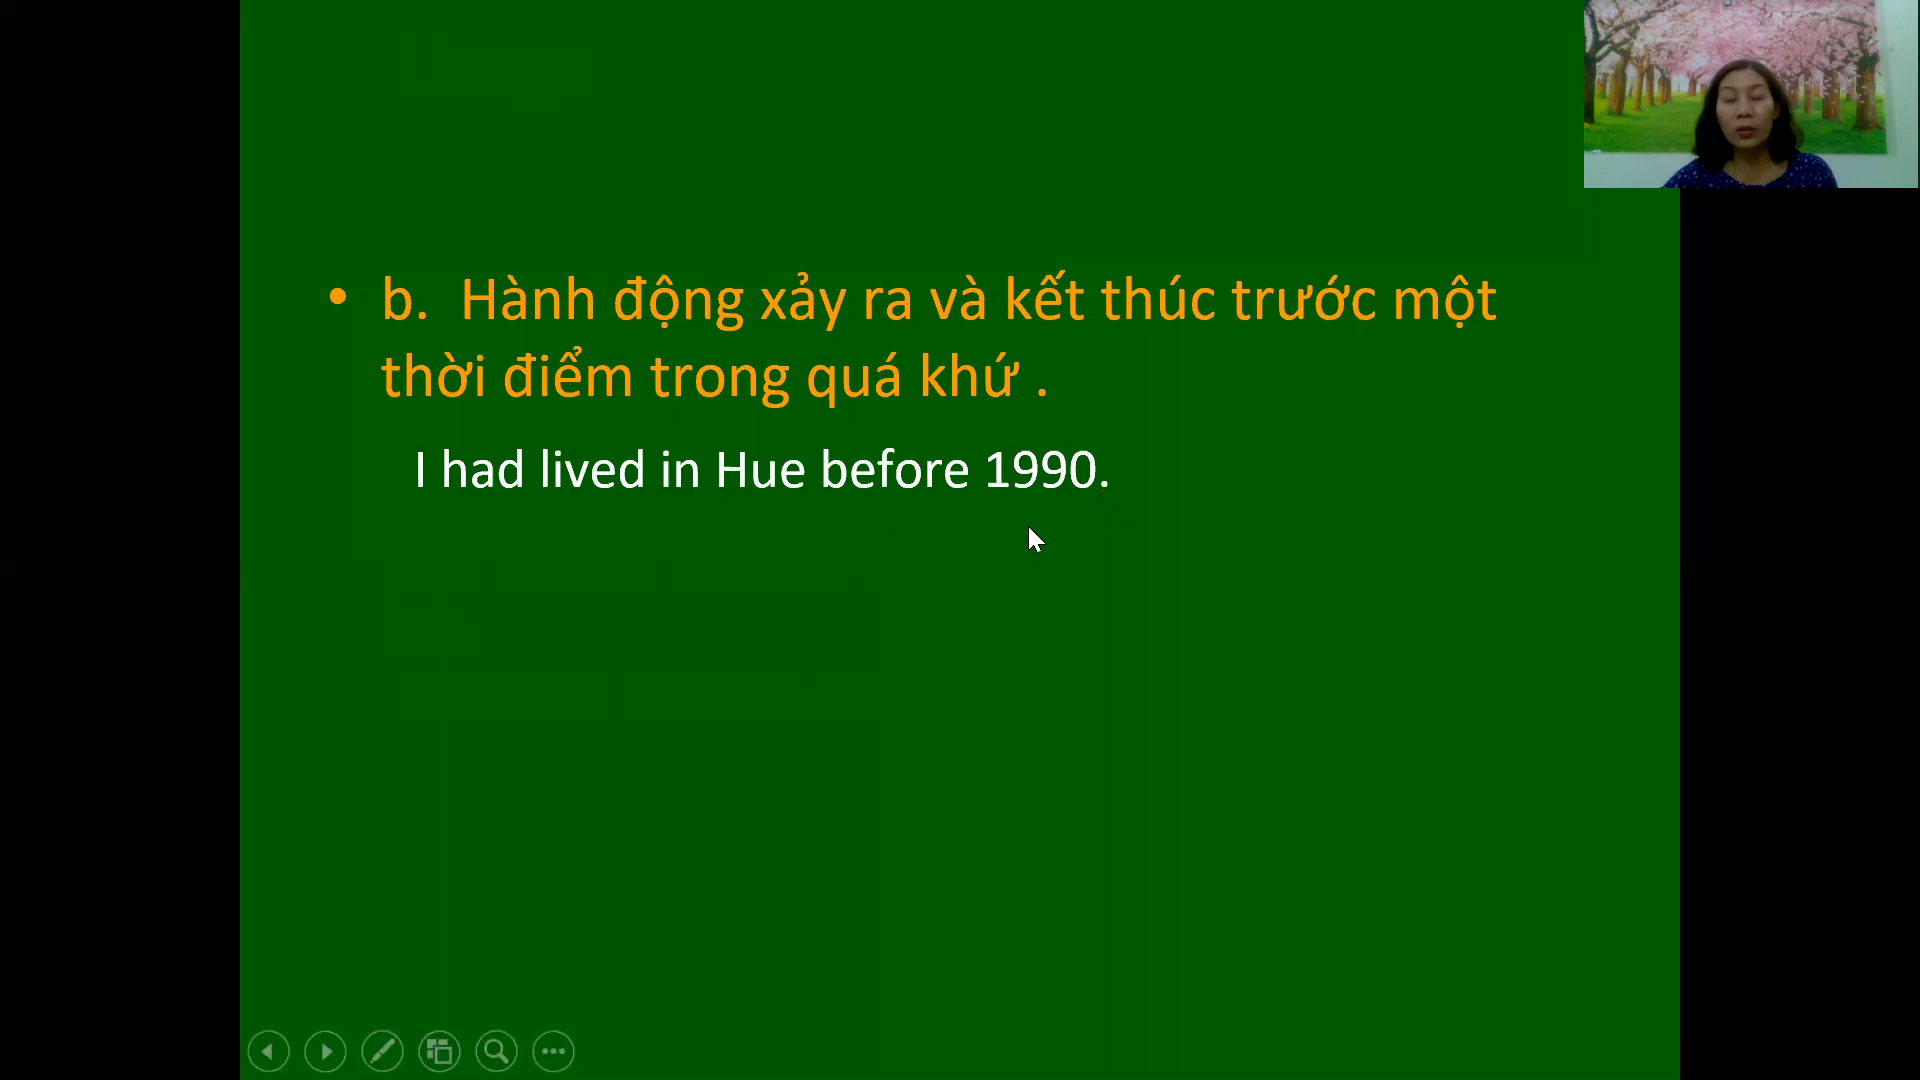 • b. Hành động xảy ra và kết thúc trước một
thời điểm trong quá khứ .
I had lived in Hue before 1990.